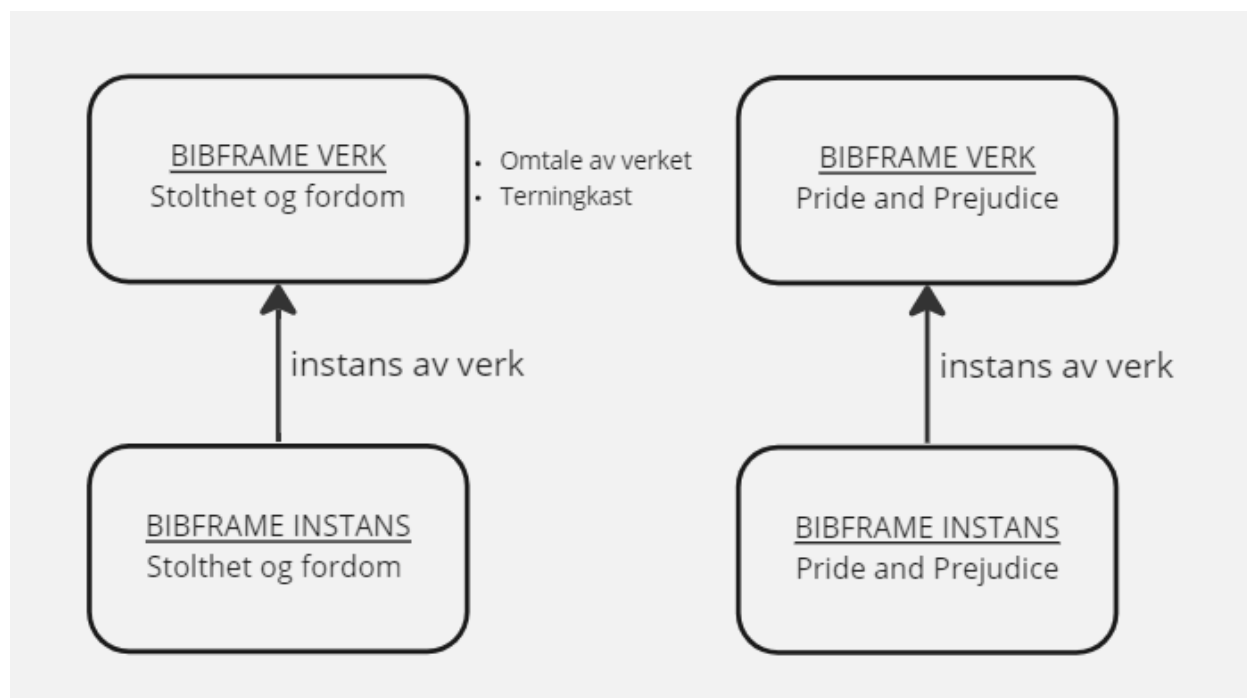 BIBFRAME VERK
Stolthet og fordom
• Omtale av verket
• Terningkast
BIBFRAME VERK
Pride and Prejudice
instans av verk
instans av verk
BIBFRAME INSTANS
Stolthet og fordom
BIBFRAME INSTANS
Pride and Prejudice